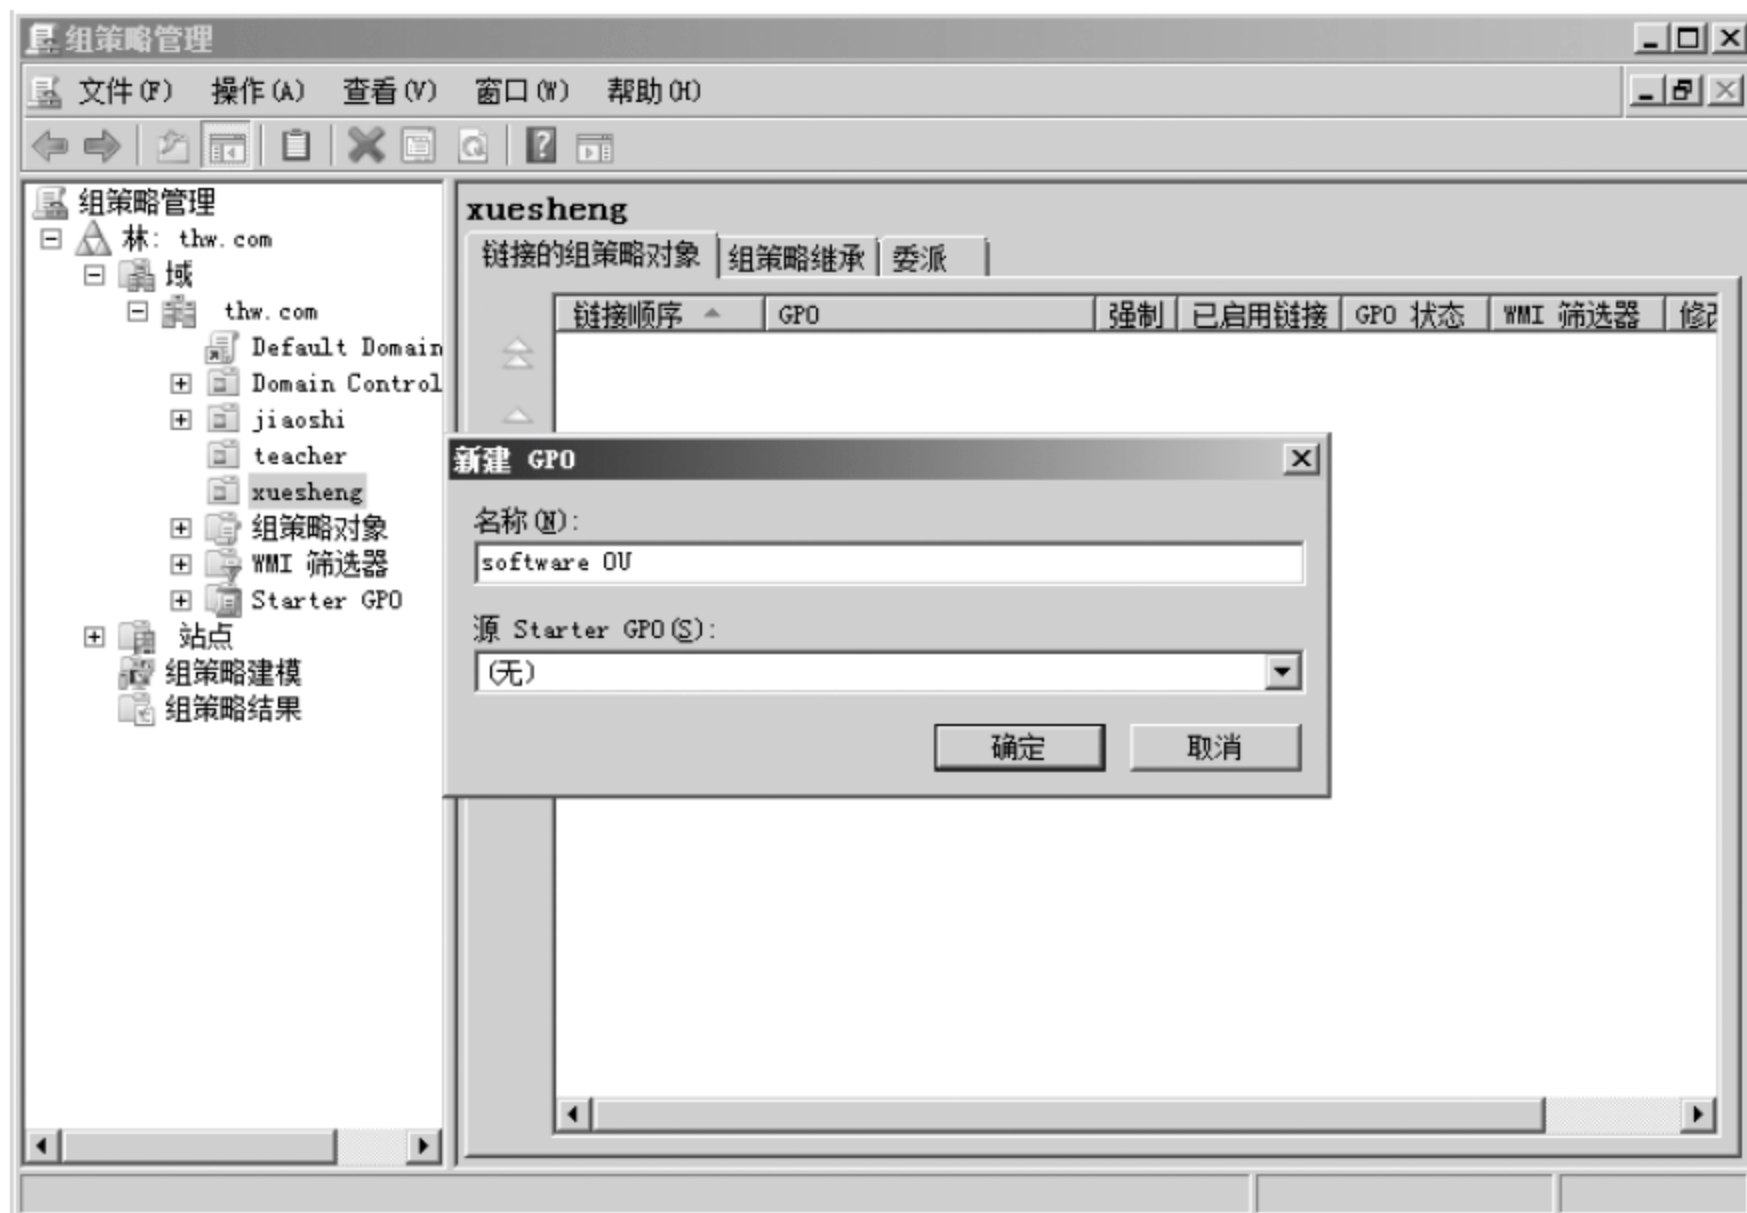 组策略管理
文件(F) 操作(A) 查看(V) 窗口(W) 帮助(H)
组策略管理
林: thw.com
域
thw.com
Default Domain
Domain Control
jiaoshi
teacher
xuesheng
组策略对象
WMI 筛选器
Starter GPO
站点
组策略建模
组策略结果
xuesheng
链接的组策略对象 组策略继承 委派
链接顺序 GPO 强制 已启用链接 GPO 状态 WMI 筛选器 修改
新建 GPO
名称(N):
software OU
源 Starter GPO(S):
(无)
确定 取消